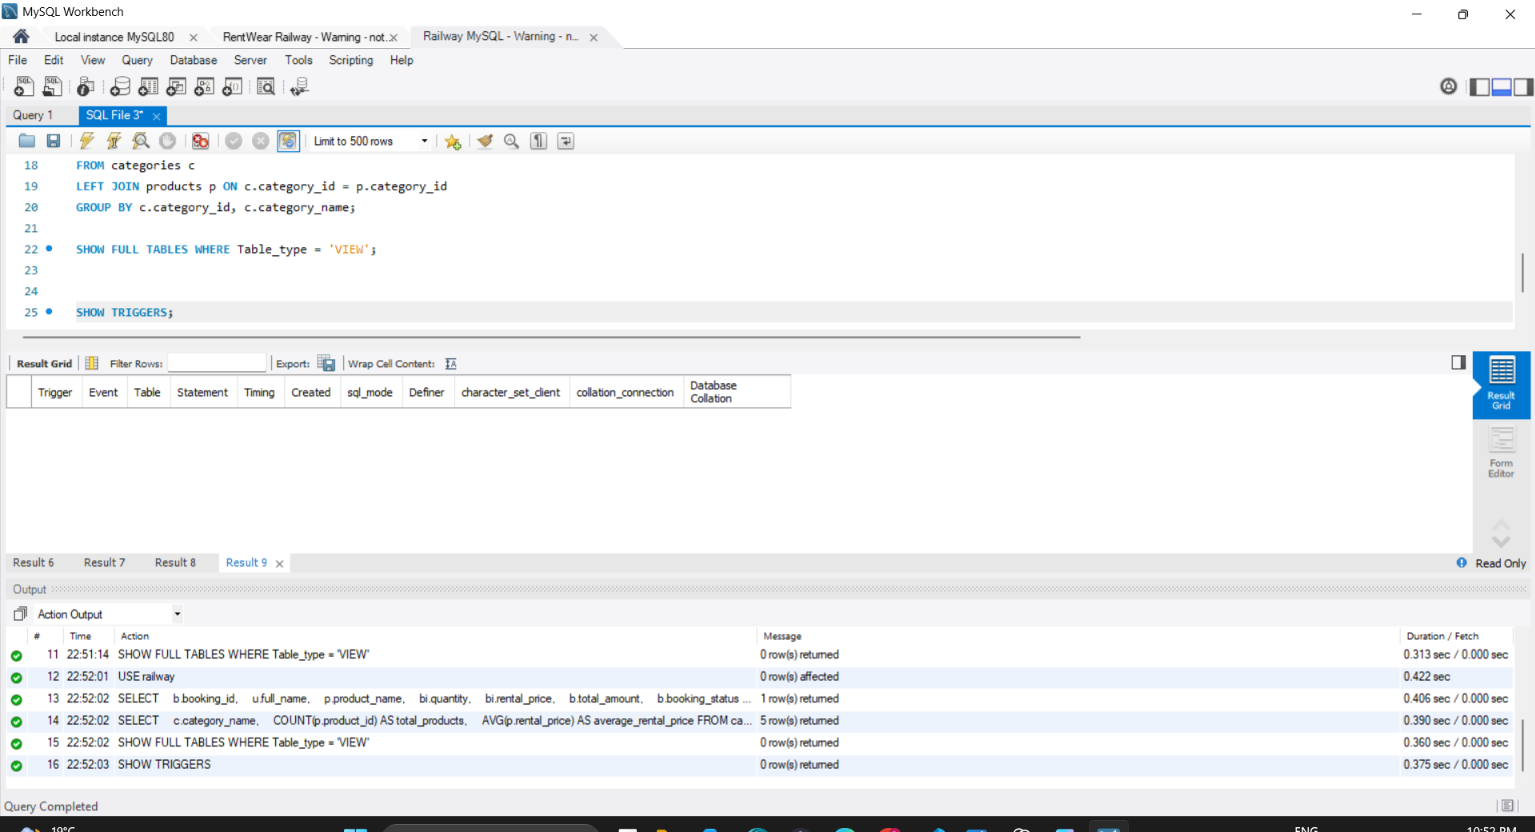 MySQL Workbench
Local instance MySQL80
RentWear Railway - Warning - not...
Railway MySQL - Warning - n...
File Edit View Query Database Server Tools Scripting Help
Query 1
SQL File 3*
Limit to 500 rows
18 FROM categories c
19 LEFT JOIN products p ON c.category_id = p.category_id
20 GROUP BY c.category_id, c.category_name;
21
22 SHOW FULL TABLES WHERE Table_type = 'VIEW';
23
24
25 SHOW TRIGGERS;
Result Grid Filter Rows: Export: Wrap Cell Content:
Trigger Event Table Statement Timing Created sql_mode Definer character_set_client collation_connection Database Collation
Result Grid
Form Editor
Result 6 Result 7 Result 8 Result 9
Read Only
Output
Action Output
# Time Action Message Duration / Fetch
11 22:51:14 SHOW FULL TABLES WHERE Table_type = 'VIEW' 0 row(s) returned 0.313 sec / 0.000 sec
12 22:52:01 USE railway 0 row(s) affected 0.422 sec
13 22:52:02 SELECT b.booking_id, u.full_name, p.product_name, bi.quantity, bi.rental_price, b.total_amount, b.booking_status ... 1 row(s) returned 0.406 sec / 0.000 sec
14 22:52:02 SELECT c.category_name, COUNT(p.product_id) AS total_products, AVG(p.rental_price) AS average_rental_price FROM ca... 5 row(s) returned 0.390 sec / 0.000 sec
15 22:52:02 SHOW FULL TABLES WHERE Table_type = 'VIEW' 0 row(s) returned 0.360 sec / 0.000 sec
16 22:52:03 SHOW TRIGGERS 0 row(s) returned 0.375 sec / 0.000 sec
Query Completed
19°C
ENG
10:52 PM